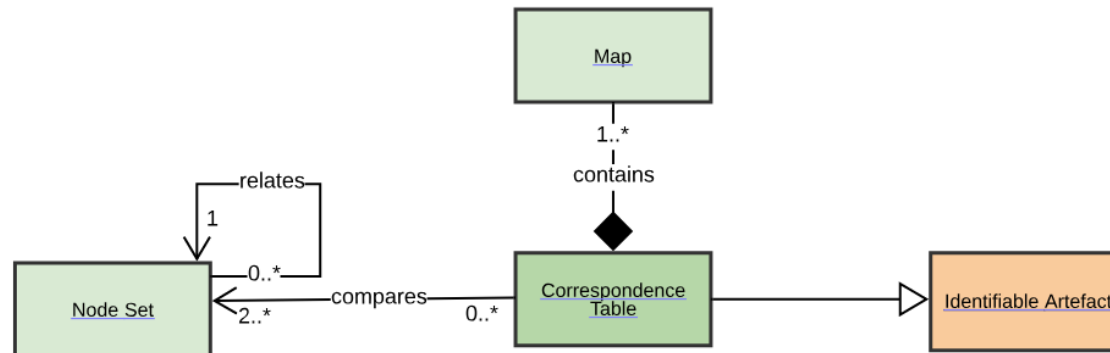 Map
1..*
contains
relates
1
0..*
Node Set
compares
2..*
0..*
Correspondence
Table
Identifiable Artefact